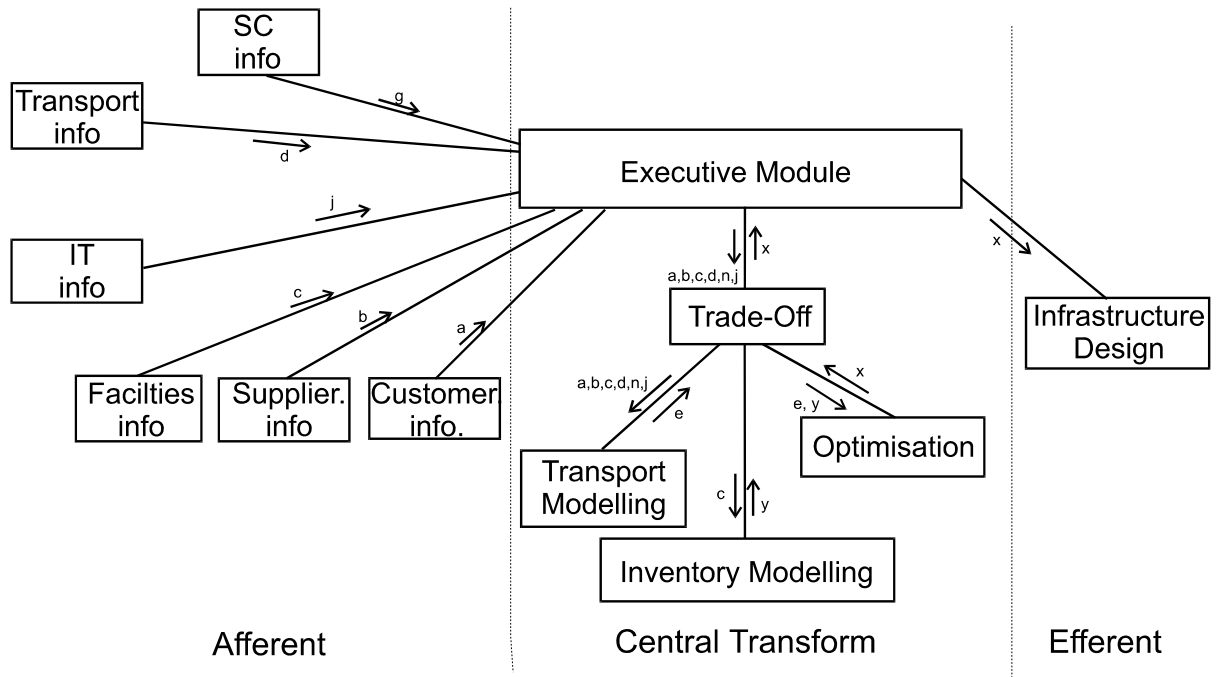 SC
info
Transport
info
g
d
Executive Module
j
IT
info
x
x
a,b,c,d,n,j
c
b
a
Trade-Off
Infrastructure
Design
Facilties
info
Supplier.
info
Customer.
info.
a,b,c,d,n,j
e
x
e, y
Optimisation
Transport
Modelling
c
y
Inventory Modelling
Afferent
Central Transform
Efferent